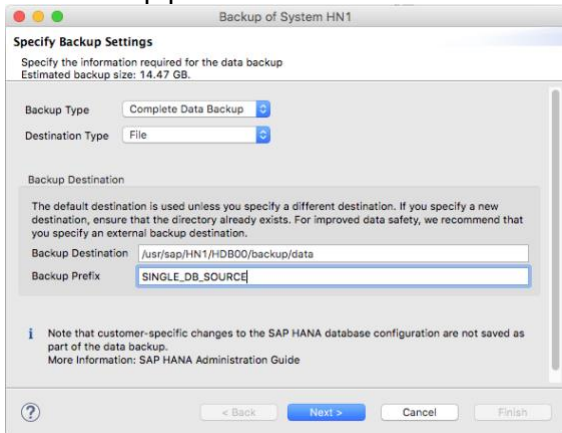 Backup of System HN1
Specify Backup Settings
Specify the information required for the data backup
Estimated backup size: 14.47 GB.
Backup Type Complete Data Backup
Destination Type File
Backup Destination
The default destination is used unless you specify a different destination. If you specify a new
destination, ensure that the directory already exists. For improved data safety, we recommend that
you specify an external backup destination.
Backup Destination /usr/sap/HN1/HDB00/backup/data
Backup Prefix SINGLE_DB_SOURCE
i Note that customer-specific changes to the SAP HANA database configuration are not saved as
part of the data backup.
More Information: SAP HANA Administration Guide
? < Back Next > Cancel Finish